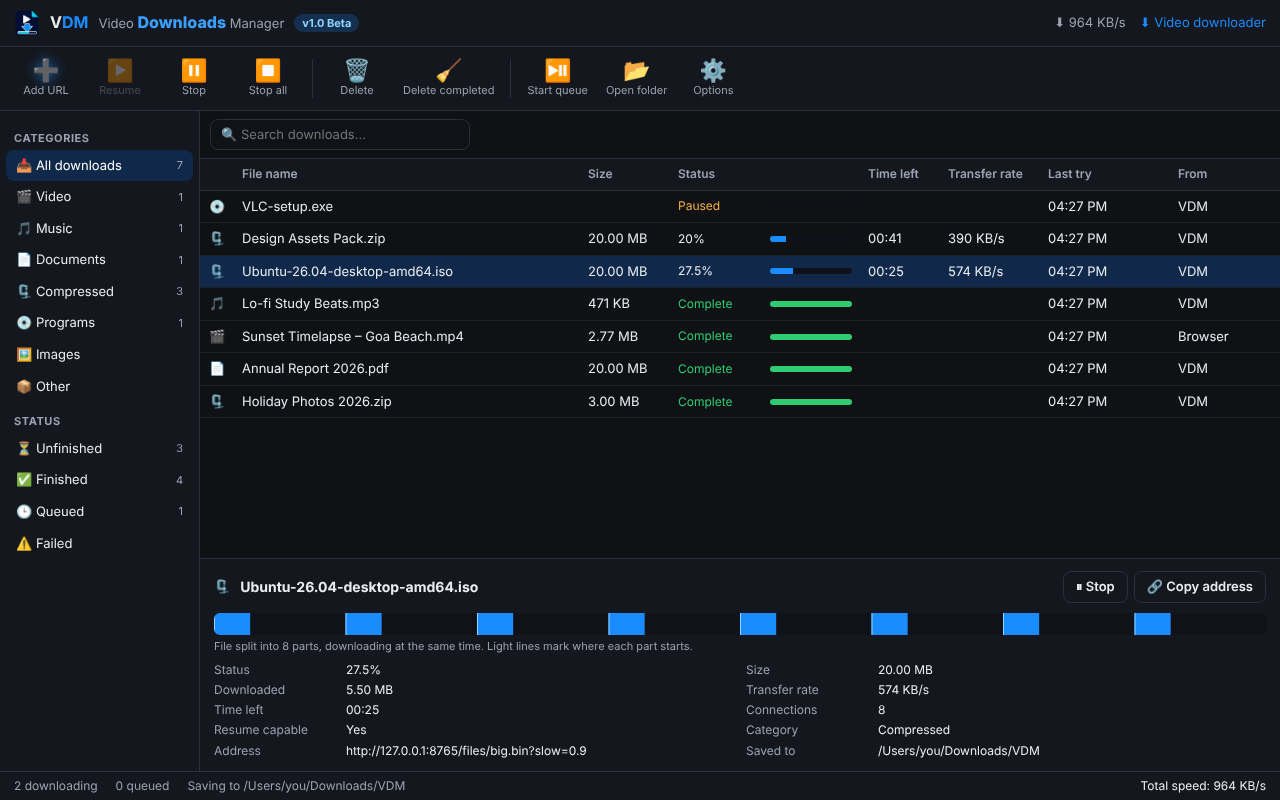 VDM Video Downloads Manager v1.0 Beta
⬇ 964 KB/s ⬇ Video downloader
Add URL Resume Stop Stop all Delete Delete completed Start queue Open folder Options
CATEGORIES
All downloads 7
Video 1
Music 1
Documents 1
Compressed 3
Programs 1
Images
Other
STATUS
Unfinished 3
Finished 4
Queued 1
Failed
Search downloads...
File name Size Status Time left Transfer rate Last try From
VLC-setup.exe Paused 04:27 PM VDM
Design Assets Pack.zip 20.00 MB 20% 00:41 390 KB/s 04:27 PM VDM
Ubuntu-26.04-desktop-amd64.iso 20.00 MB 27.5% 00:25 574 KB/s 04:27 PM VDM
Lo-fi Study Beats.mp3 471 KB Complete 04:27 PM VDM
Sunset Timelapse – Goa Beach.mp4 2.77 MB Complete 04:27 PM Browser
Annual Report 2026.pdf 20.00 MB Complete 04:27 PM VDM
Holiday Photos 2026.zip 3.00 MB Complete 04:27 PM VDM
Ubuntu-26.04-desktop-amd64.iso Stop Copy address
File split into 8 parts, downloading at the same time. Light lines mark where each part starts.
Status 27.5% Size 20.00 MB
Downloaded 5.50 MB Transfer rate 574 KB/s
Time left 00:25 Connections 8
Resume capable Yes Category Compressed
Address http://127.0.0.1:8765/files/big.bin?slow=0.9 Saved to /Users/you/Downloads/VDM
2 downloading 0 queued Saving to /Users/you/Downloads/VDM Total speed: 964 KB/s